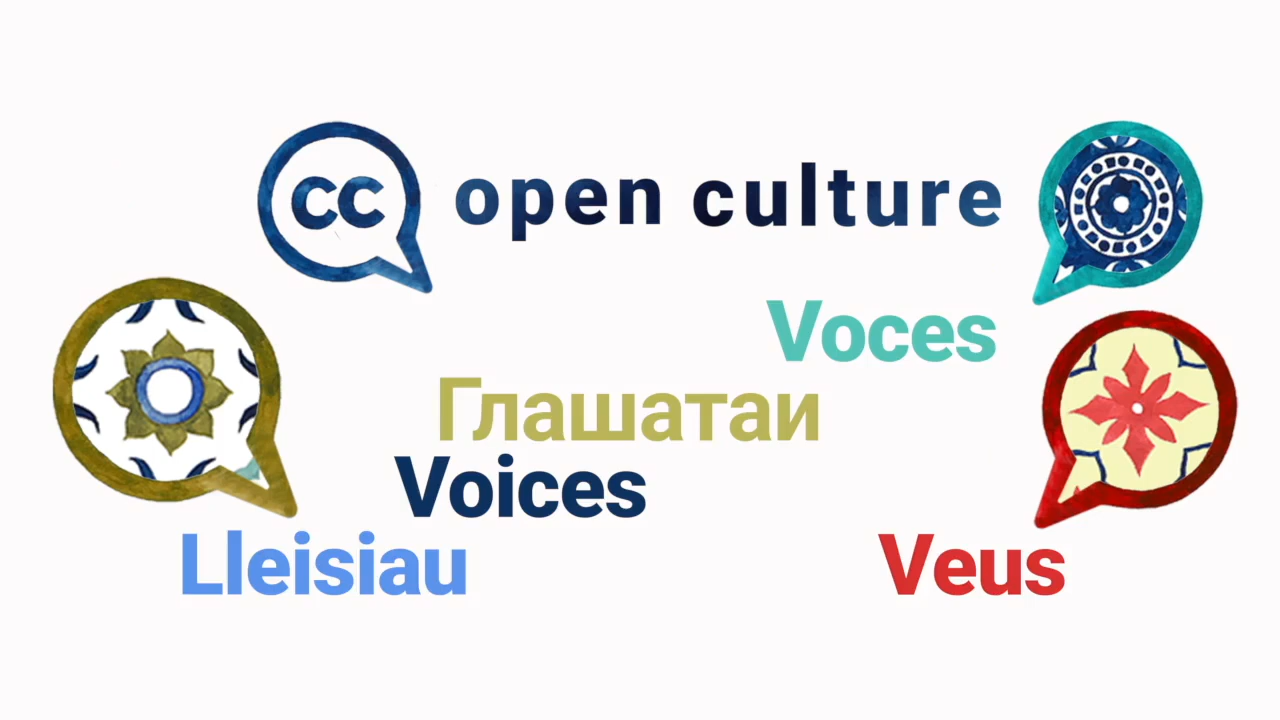 cc open culture
Voces
Глашатаи
Voices
Lleisiau
Veus